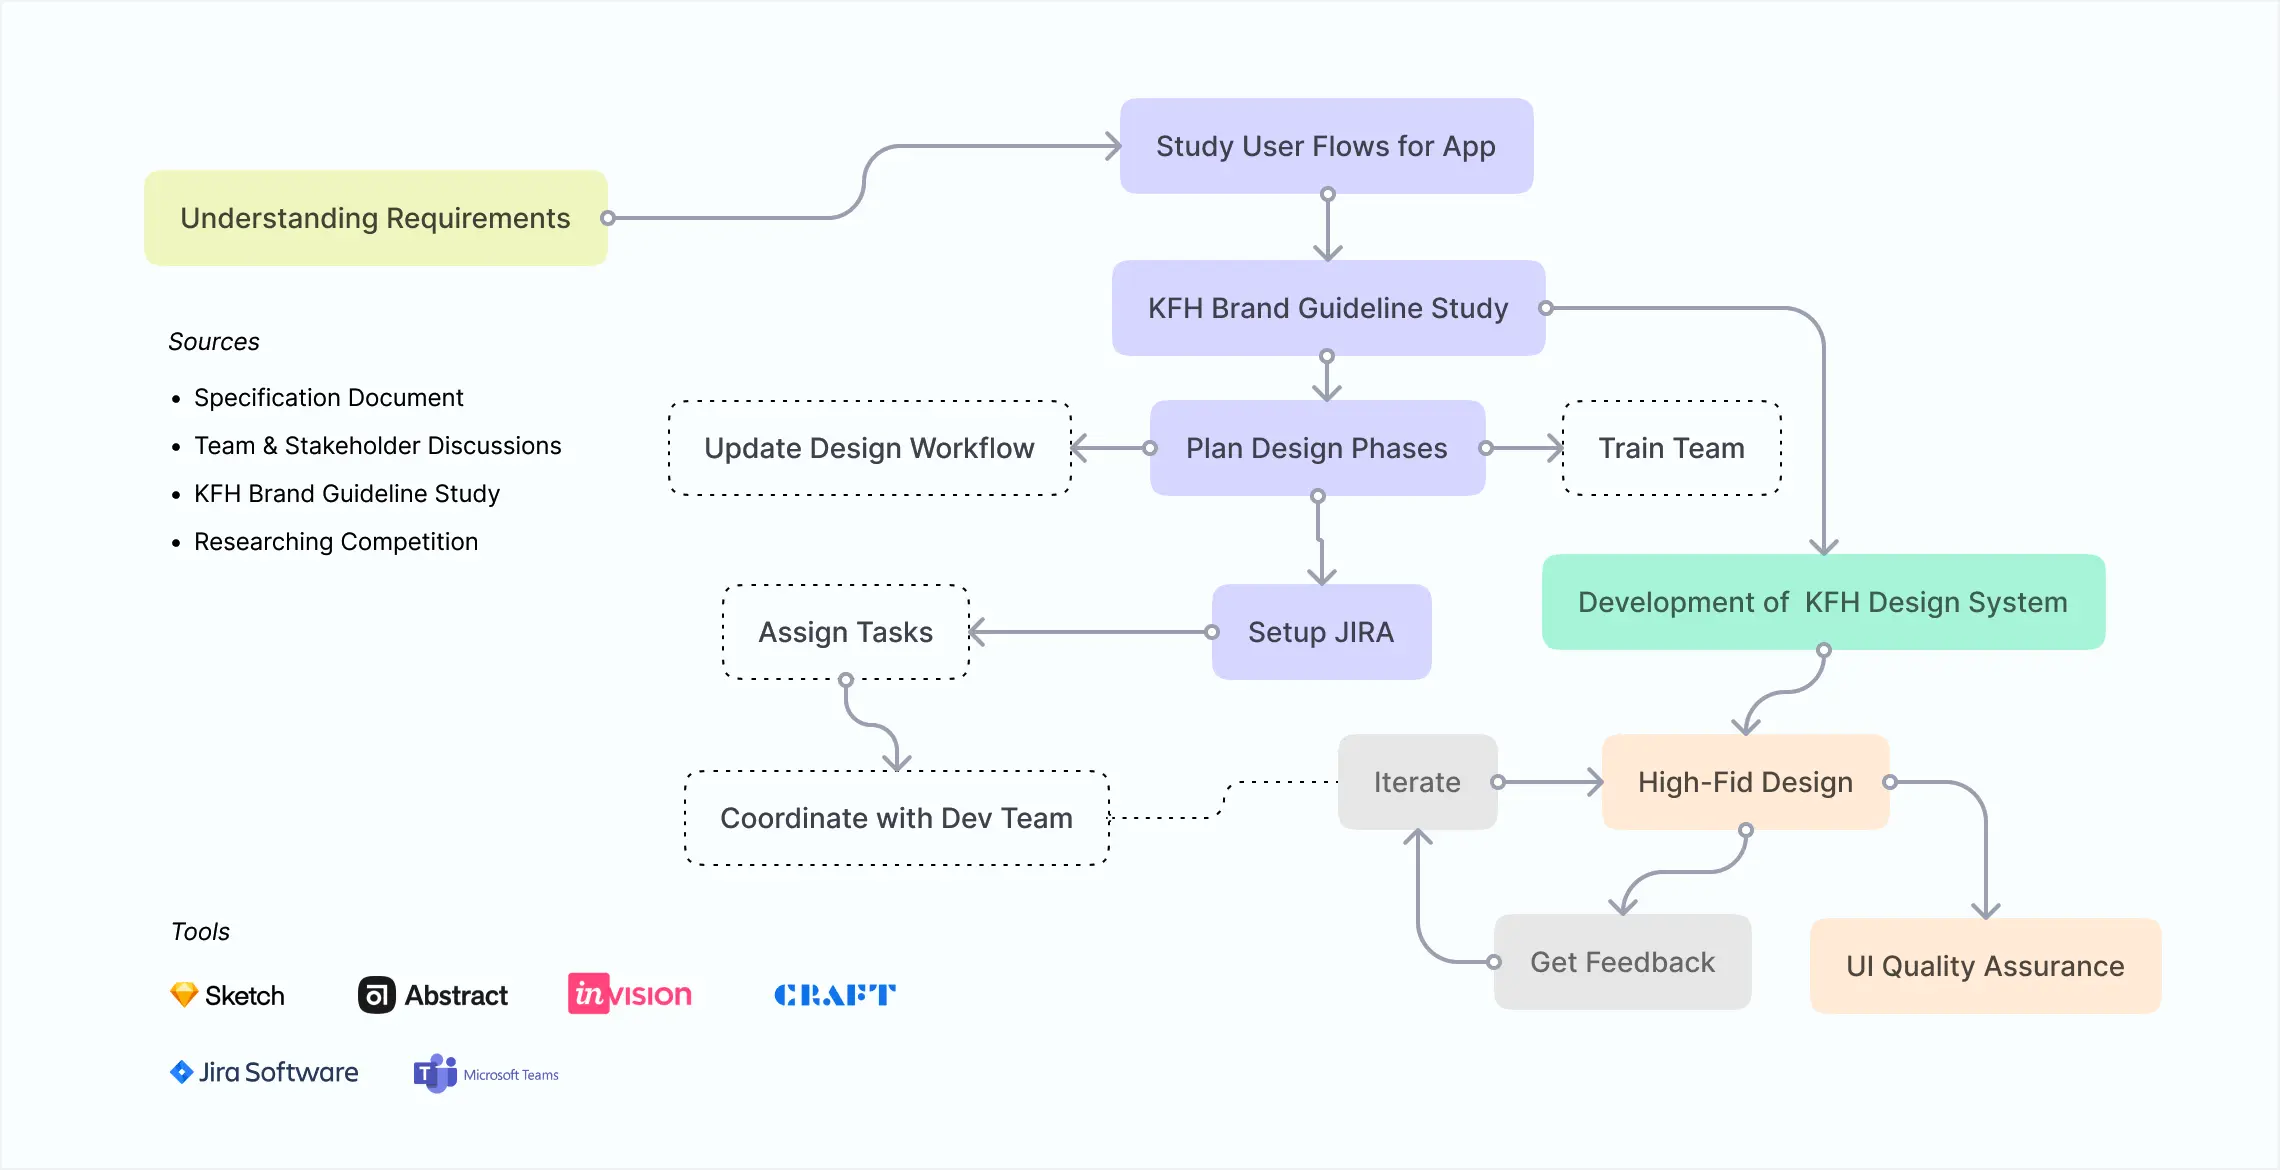 Study User Flows for App
Understanding Requirements
KFH Brand Guideline Study
Sources
• Specification Document
• Team & Stakeholder Discussions
• KFH Brand Guideline Study
• Researching Competition
Update Design Workflow
Plan Design Phases
Train Team
Development of  KFH Design System
Assign Tasks
Setup JIRA
Iterate
High-Fid Design
Coordinate with Dev Team
Get Feedback
UI Quality Assurance
Tools
Sketch
Abstract
inVISION
CRAFT
Jira Software
T Microsoft Teams